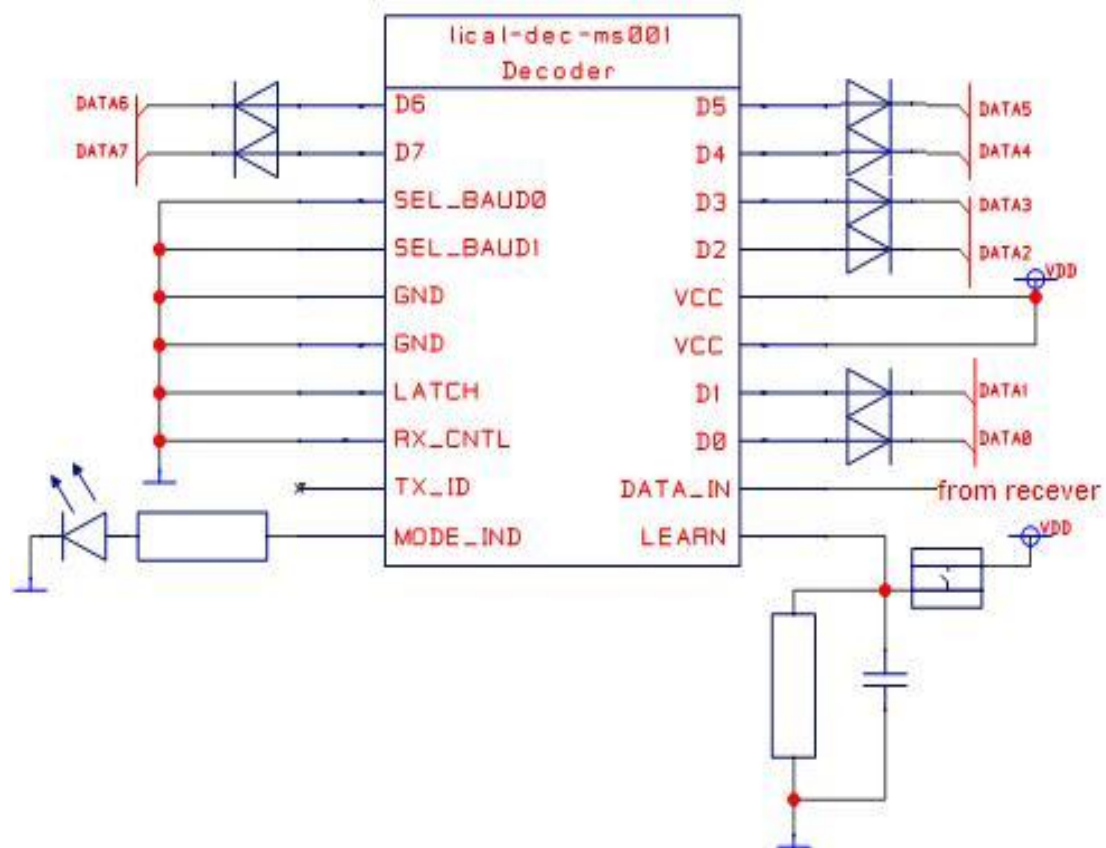 lical-dec-ms001
Decoder
DATA6
D6
D5
DATA5
DATA7
D7
D4
DATA4
SEL_BAUD0
D3
DATA3
SEL_BAUD1
D2
DATA2
VDD
GND
VCC
GND
VCC
LATCH
D1
DATA1
RX_CNTL
D0
DATA0
TX_ID
DATA_IN
from recever
MODE_IND
LEARN
VDD